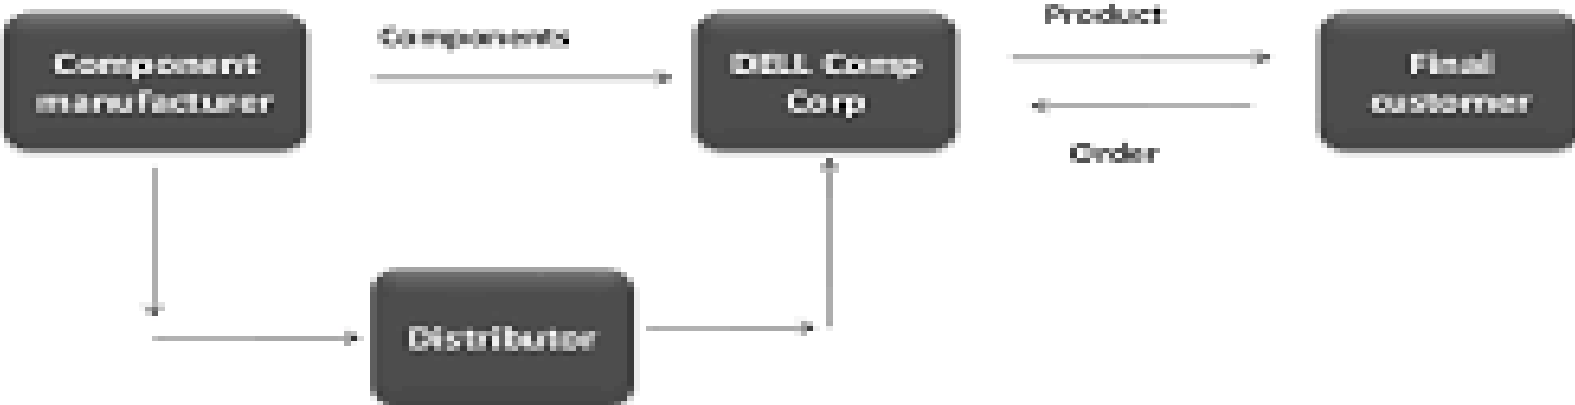 Component
manufacturer
Components
DELL Comp
Corp
Product
Order
Final
customer
Distributor